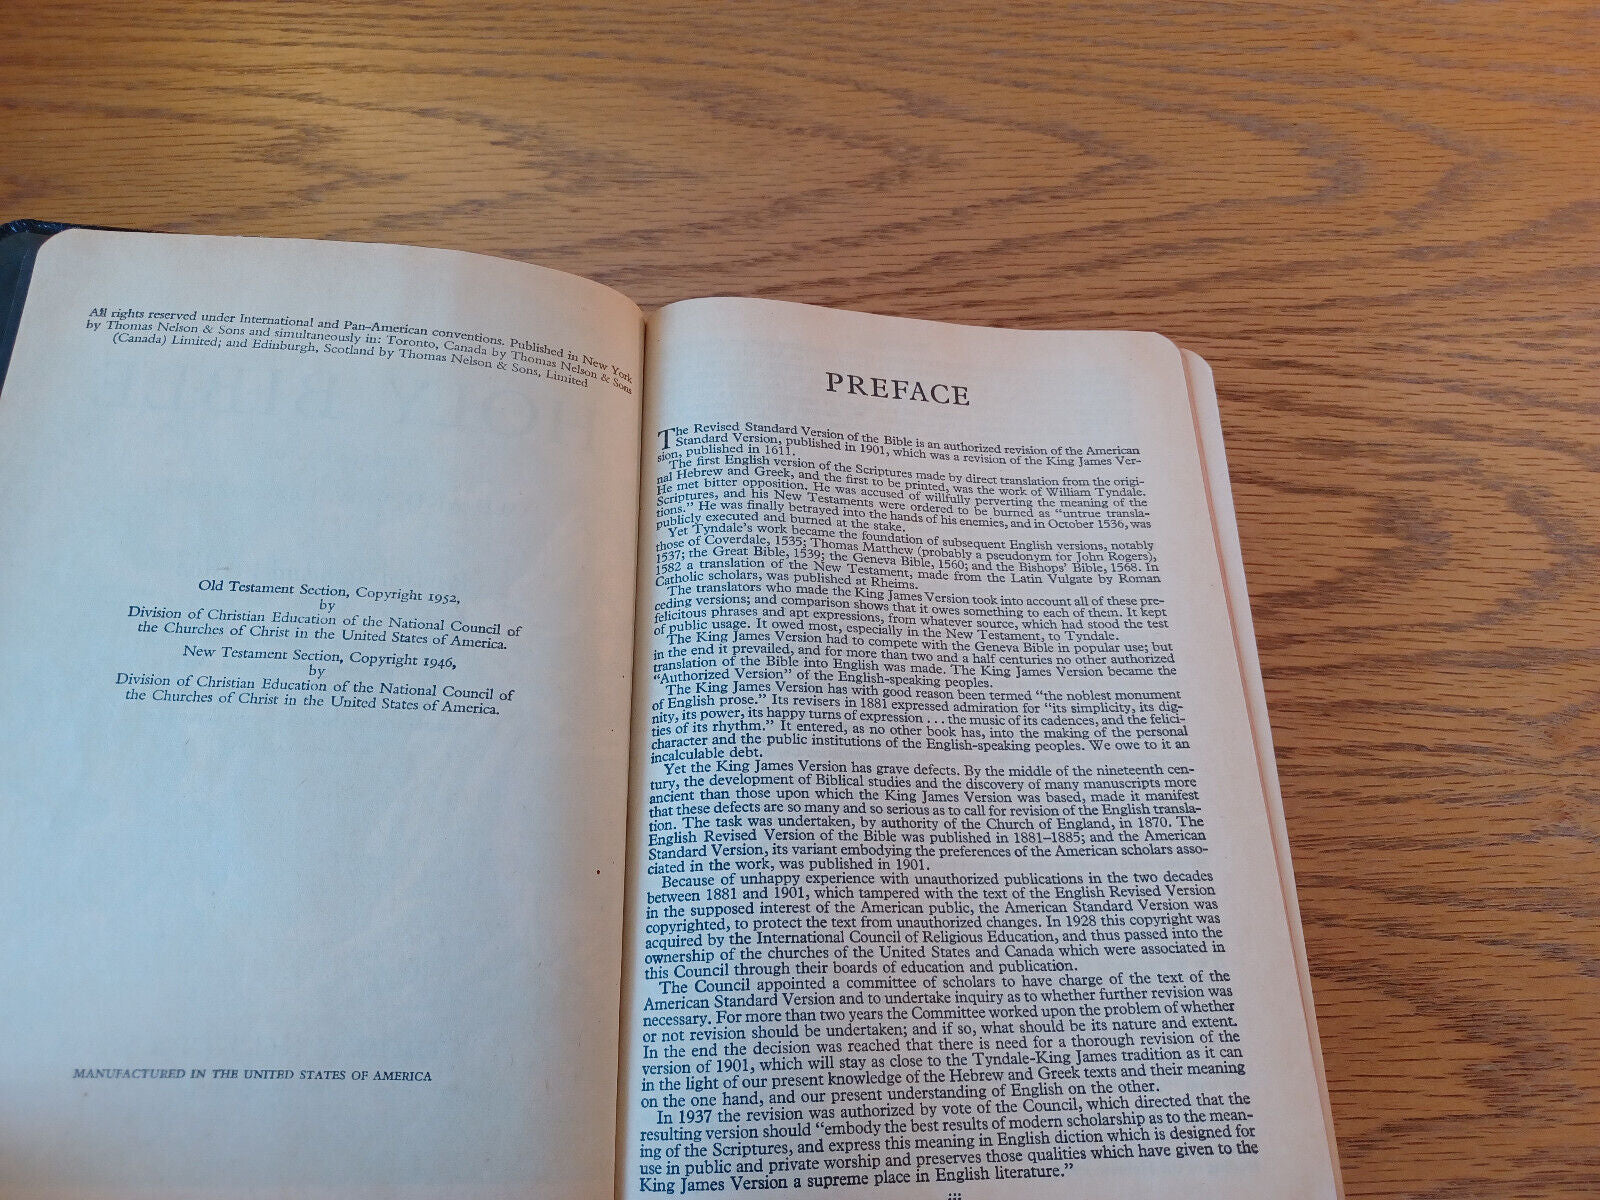 All rights reserved under International and Pan-American conventions. Published in New York
by Thomas Nelson & Sons and simultaneously in: Toronto, Canada by Thomas Nelson & Sons
(Canada) Limited; and Edinburgh, Scotland by Thomas Nelson & Sons, Limited
Old Testament Section, Copyright 1952,
by
Division of Christian Education of the National Council of
the Churches of Christ in the United States of America.
New Testament Section, Copyright 1946,
by
Division of Christian Education of the National Council of
the Churches of Christ in the United States of America.
MANUFACTURED IN THE UNITED STATES OF AMERICA
PREFACE
The Revised Standard Version of the Bible is an authorized revision of the American
Standard Version, published in 1901, which was a revision of the King James Ver-
sion, published in 1611.
The first English version of the Scriptures made by direct translation from the origi-
nal Hebrew and Greek, and the first to be printed, was the work of William Tyndale.
He met bitter opposition. He was accused of willfully perverting the meaning of the
Scriptures, and his New Testaments were ordered to be burned as "untrue transla-
tions." He was finally betrayed into the hands of his enemies, and in October 1536, was
publicly executed and burned at the stake.
Yet Tyndale's work became the foundation of subsequent English versions, notably
those of Coverdale, 1535; Thomas Matthew (probably a pseudonym for John Rogers),
1537; the Great Bible, 1539; the Geneva Bible, 1560; and the Bishops' Bible, 1568. In
1582 a translation of the New Testament, made from the Latin Vulgate by Roman
Catholic scholars, was published at Rheims.
The translators who made the King James Version took into account all of these pre-
ceding versions; and comparison shows that it owes something to each of them. It kept
felicitous phrases and apt expressions, from whatever source, which had stood the test
of public usage. It owed most, especially in the New Testament, to Tyndale.
The King James Version had to compete with the Geneva Bible in popular use; but
in the end it prevailed, and for more than two and a half centuries no other authorized
translation of the Bible into English was made. The King James Version became the
"Authorized Version" of the English-speaking peoples.
The King James Version has with good reason been termed "the noblest monument
of English prose." Its revisers in 1881 expressed admiration for "its simplicity, its dig-
nity, its power, its happy turns of expression . . . the music of its cadences, and the felici-
ties of its rhythm." It entered, as no other book has, into the making of the personal
character and the public institutions of the English-speaking peoples. We owe to it an
incalculable debt.
Yet the King James Version has grave defects. By the middle of the nineteenth cen-
tury, the development of Biblical studies and the discovery of many manuscripts more
ancient than those upon which the King James Version was based, made it manifest
that these defects are so many and so serious as to call for revision of the English transla-
tion. The task was undertaken, by authority of the Church of England, in 1870. The
English Revised Version of the Bible was published in 1881–1885; and the American
Standard Version, its variant embodying the preferences of the American scholars asso-
ciated in the work, was published in 1901.
Because of unhappy experience with unauthorized publications in the two decades
between 1881 and 1901, which tampered with the text of the English Revised Version
in the supposed interest of the American public, the American Standard Version was
copyrighted, to protect the text from unauthorized changes. In 1928 this copyright was
acquired by the International Council of Religious Education, and thus passed into the
ownership of the churches of the United States and Canada which were associated in
this Council through their boards of education and publication.
The Council appointed a committee of scholars to have charge of the text of the
American Standard Version and to undertake inquiry as to whether further revision was
necessary. For more than two years the Committee worked upon the problem of whether
or not revision should be undertaken; and if so, what should be its nature and extent.
In the end the decision was reached that there is need for a thorough revision of the
version of 1901, which will stay as close to the Tyndale-King James tradition as it can
in the light of our present knowledge of the Hebrew and Greek texts and their meaning
on the one hand, and our present understanding of English on the other.
In 1937 the revision was authorized by vote of the Council, which directed that the
resulting version should "embody the best results of modern scholarship as to the mean-
ing of the Scriptures, and express this meaning in English diction which is designed for
use in public and private worship and preserves those qualities which have given to the
King James Version a supreme place in English literature."
iii